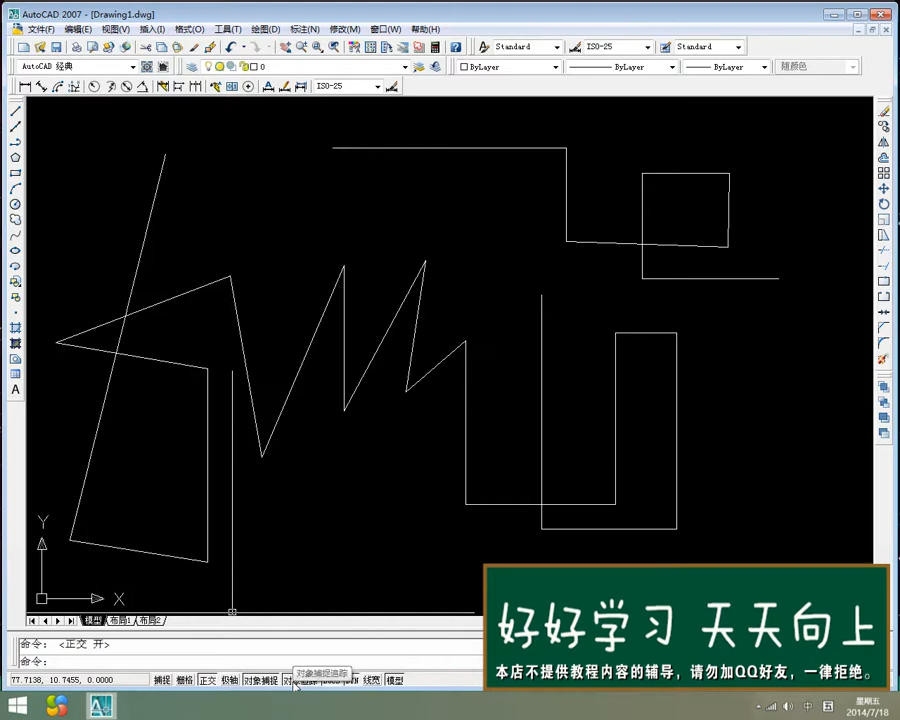 AutoCAD 2007 - [Drawing1.dwg]
文件(F) 编辑(E) 视图(V) 插入(I) 格式(O) 工具(T) 绘图(D) 标注(N) 修改(M) 窗口(W) 帮助(H)
Standard ISO-25 Standard
AutoCAD 经典 0 ByLayer ByLayer ByLayer 随颜色
ISO-25
A
Y
X
模型 布局1 布局2
命令: <正交 开>
命令:
对象捕捉追踪
77.7138, 10.7455, 0.0000 捕捉 栅格 正交 极轴 对象捕捉 线宽 模型
好好学习 天天向上
本店不提供教程内容的辅导，请勿加QQ好友，一律拒绝。
中 五
星期五
2014/7/18